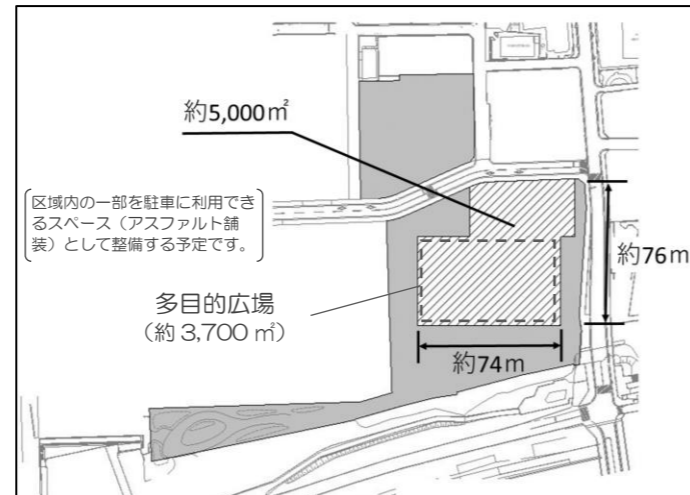 約5,000㎡
区域内の一部を駐車に利用でき
るスペース（アスファルト舗
装）として整備する予定です。
約76m
多目的広場
（約 3,700 ㎡）
約74m